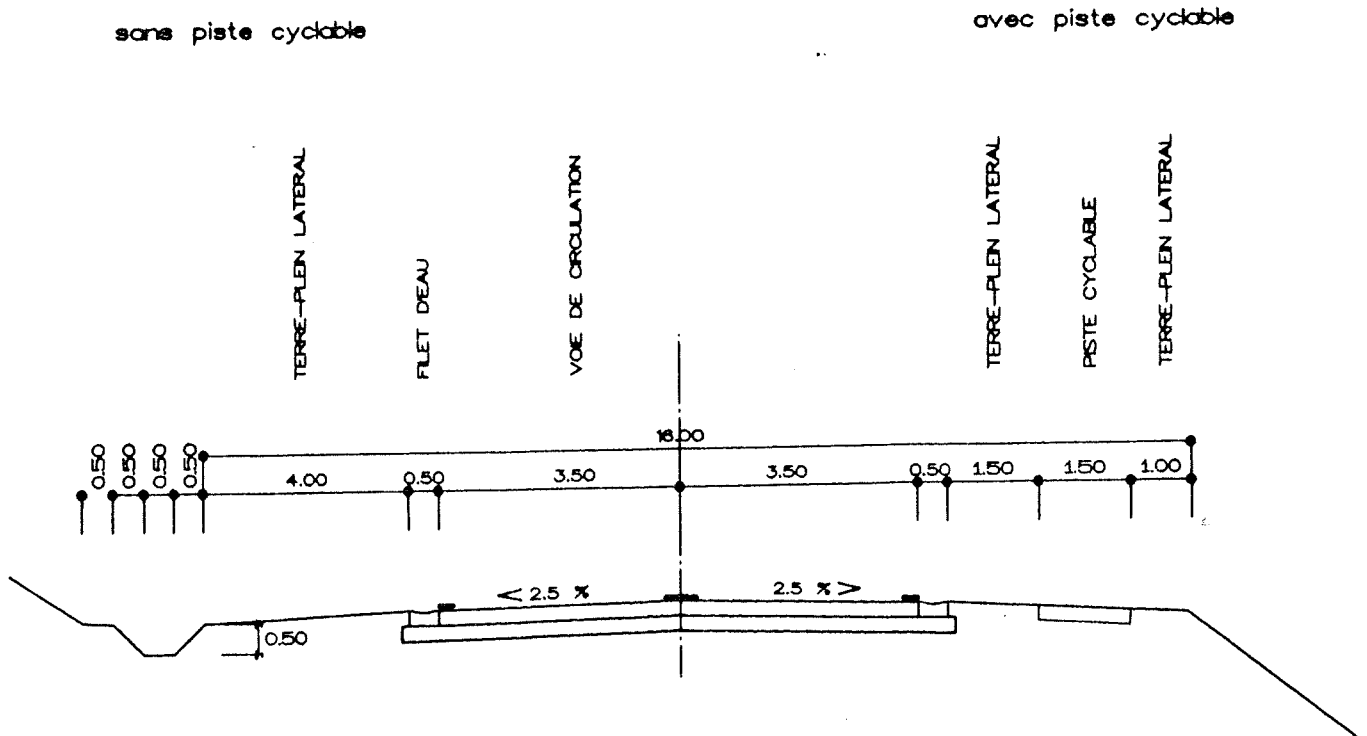 sans piste cyclable
avec piste cyclable
TERRE-PLEIN LATERAL
FILET D'EAU
VOIE DE CIRCULATION
TERRE-PLEIN LATERAL
PISTE CYCLABLE
TERRE-PLEIN LATERAL
16.00
0.50 0.50 0.50 0.50 4.00 0.50 3.50 3.50 0.50 1.50 1.50 1.00
< 2.5 % 2.5 % >
0.50